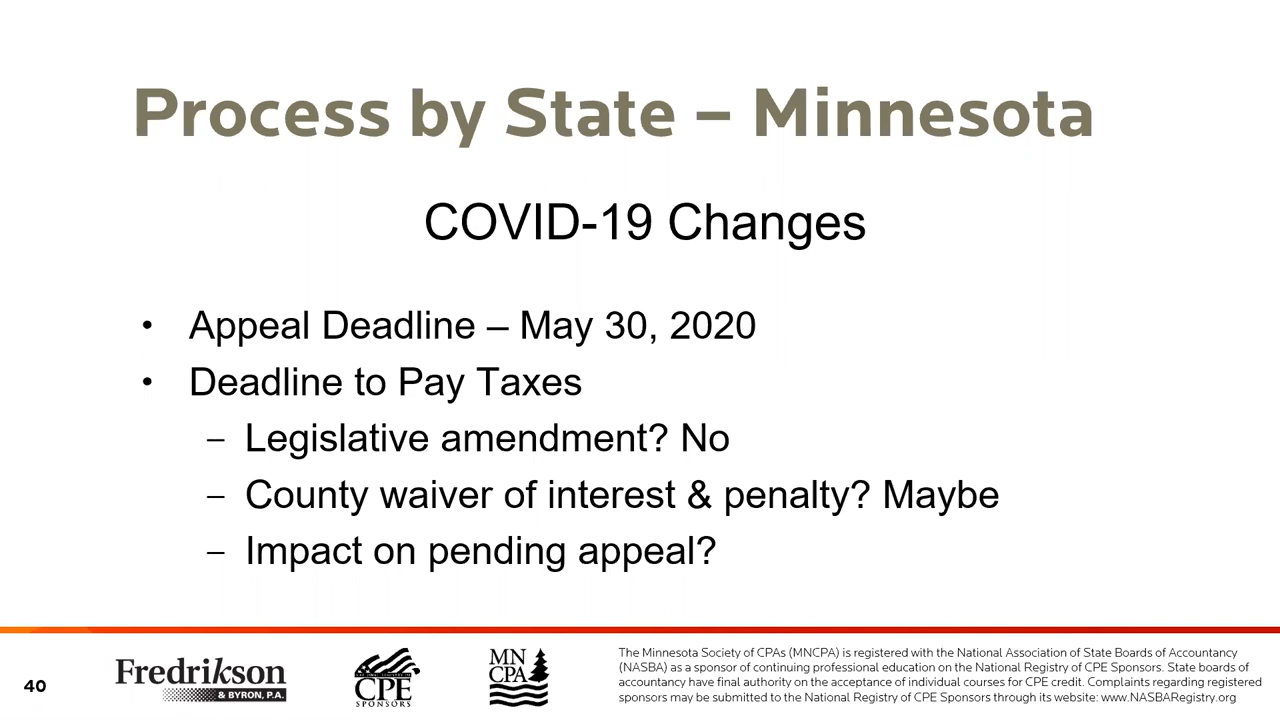 Process by State – Minnesota
COVID-19 Changes
• Appeal Deadline – May 30, 2020
• Deadline to Pay Taxes
– Legislative amendment? No
– County waiver of interest & penalty? Maybe
– Impact on pending appeal?
40
Fredrikson
& BYRON, P.A.
CPE
SPONSORS
MN
CPA
The Minnesota Society of CPAs (MNCPA) is registered with the National Association of State Boards of Accountancy
(NASBA) as a sponsor of continuing professional education on the National Registry of CPE Sponsors. State boards of
accountancy have final authority on the acceptance of individual courses for CPE credit. Complaints regarding registered
sponsors may be submitted to the National Registry of CPE Sponsors through its website: www.NASBARegistry.org